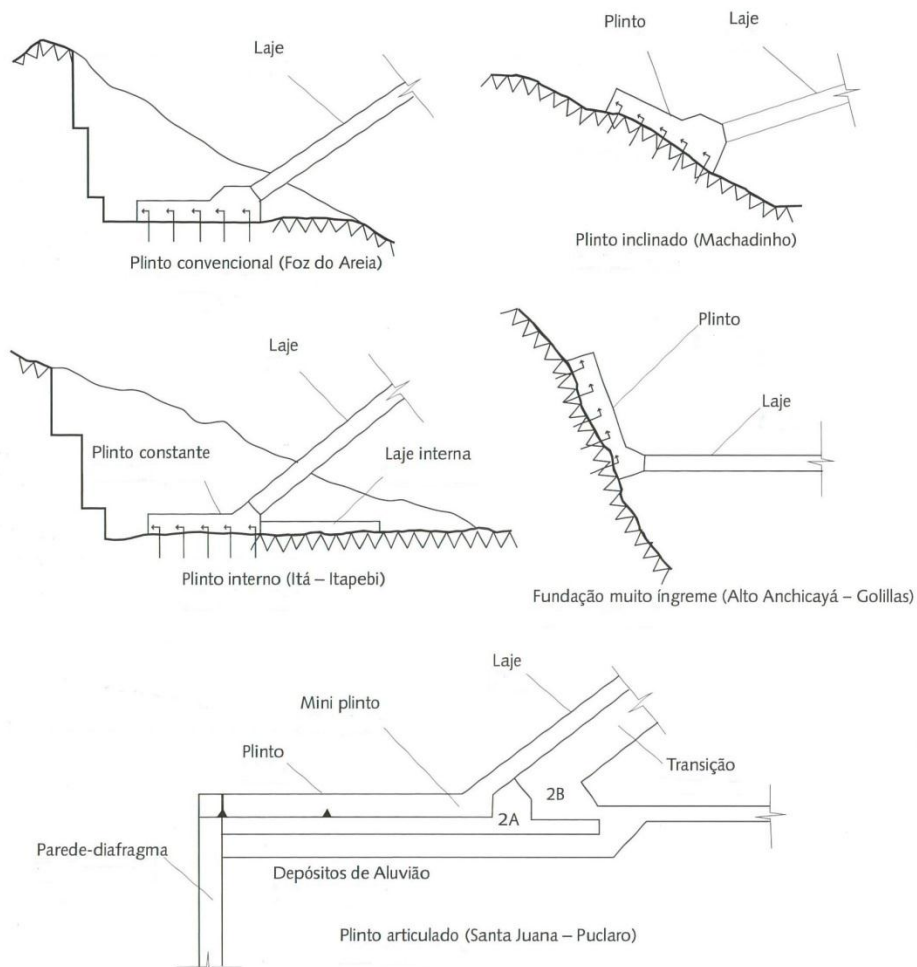 Laje
Plinto convencional (Foz do Areia)
Plinto
Laje
Plinto inclinado (Machadinho)
Laje
Plinto constante
Laje interna
Plinto interno (Itá – Itapebi)
Plinto
Laje
Fundação muito íngreme (Alto Anchicayá – Golillas)
Laje
Mini plinto
Plinto
Transição
2B
2A
Parede-diafragma
Depósitos de Aluvião
Plinto articulado (Santa Juana – Puclaro)